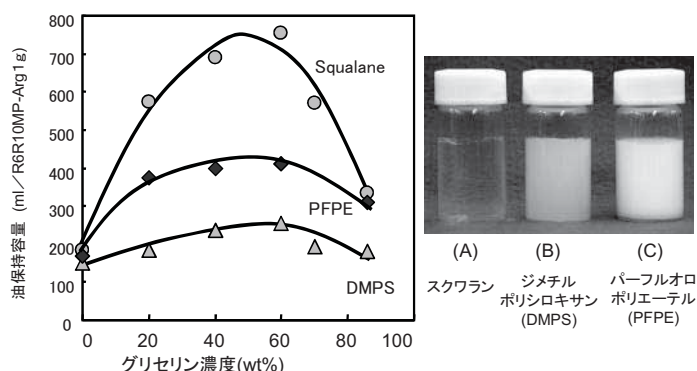 油保持容量 (ml／R6R10MP-Arg1g)
800
700
600
500
400
300
200
100
0
Squalane
PFPE
DMPS
0 20 40 60 80 100
グリセリン濃度(wt%)
(A) (B) (C)
スクワラン
ジメチル
ポリシロキサン
(DMPS)
パーフルオロ
ポリエーテル
(PFPE)